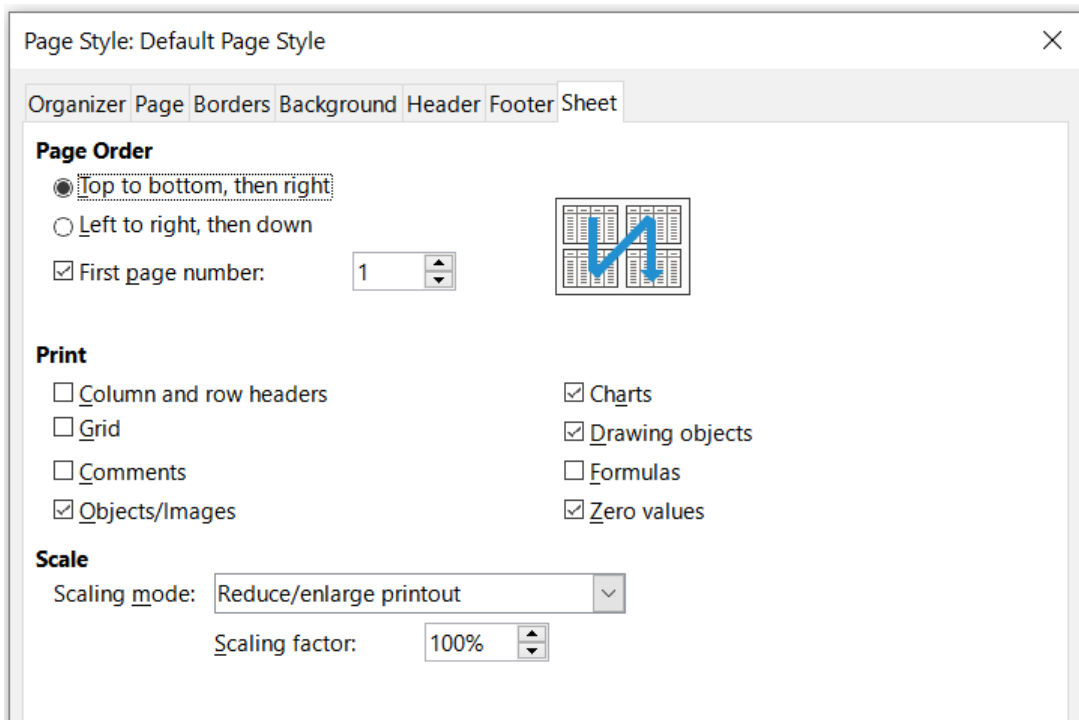 Page Style: Default Page Style
Organizer Page Borders Background Header Footer Sheet
Page Order
Top to bottom, then right
Left to right, then down
First page number: 1
Print
Column and row headers
Charts
Grid
Drawing objects
Comments
Formulas
Objects/Images
Zero values
Scale
Scaling mode: Reduce/enlarge printout
Scaling factor: 100%